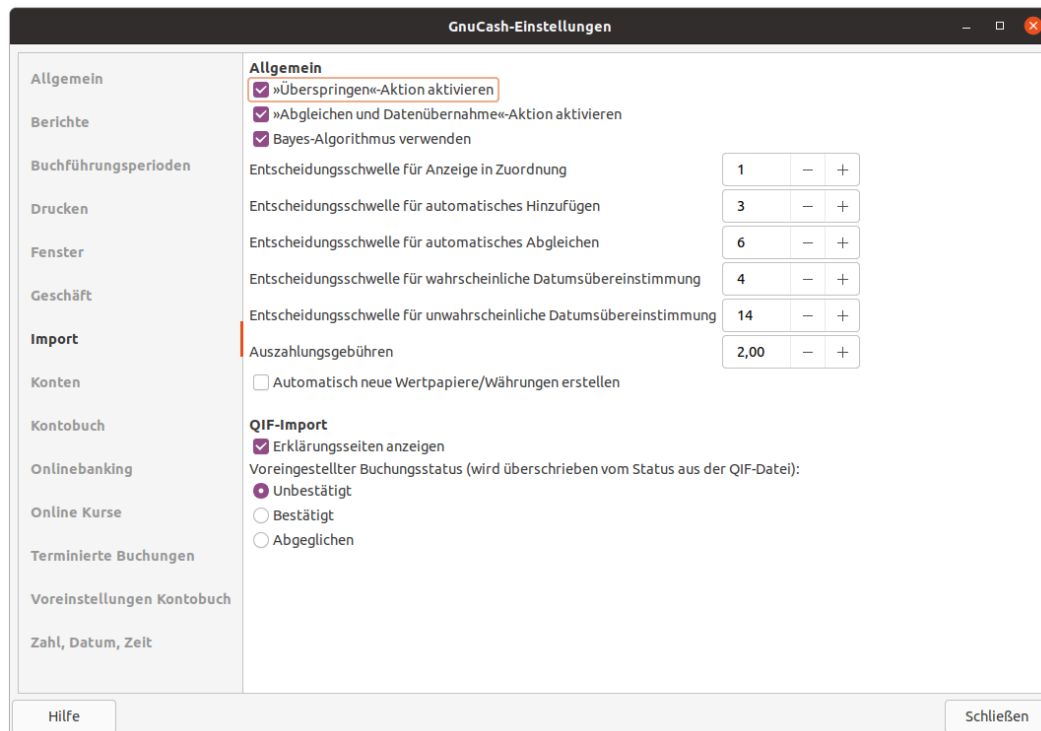 GnuCash-Einstellungen
Allgemein
Berichte
Buchführungsperioden
Drucken
Fenster
Geschäft
Import
Konten
Kontobuch
Onlinebanking
Online Kurse
Terminierte Buchungen
Voreinstellungen Kontobuch
Zahl, Datum, Zeit
Allgemein
»Überspringen«-Aktion aktivieren
»Abgleichen und Datenübernahme«-Aktion aktivieren
Bayes-Algorithmus verwenden
Entscheidungsschwelle für Anzeige in Zuordnung 1 − +
Entscheidungsschwelle für automatisches Hinzufügen 3 − +
Entscheidungsschwelle für automatisches Abgleichen 6 − +
Entscheidungsschwelle für wahrscheinliche Datumsübereinstimmung 4 − +
Entscheidungsschwelle für unwahrscheinliche Datumsübereinstimmung 14 − +
Auszahlungsgebühren 2,00 − +
Automatisch neue Wertpapiere/Währungen erstellen
QIF-Import
Erklärungsseiten anzeigen
Voreingestellter Buchungsstatus (wird überschrieben vom Status aus der QIF-Datei):
Unbestätigt
Bestätigt
Abgeglichen
Hilfe
Schließen